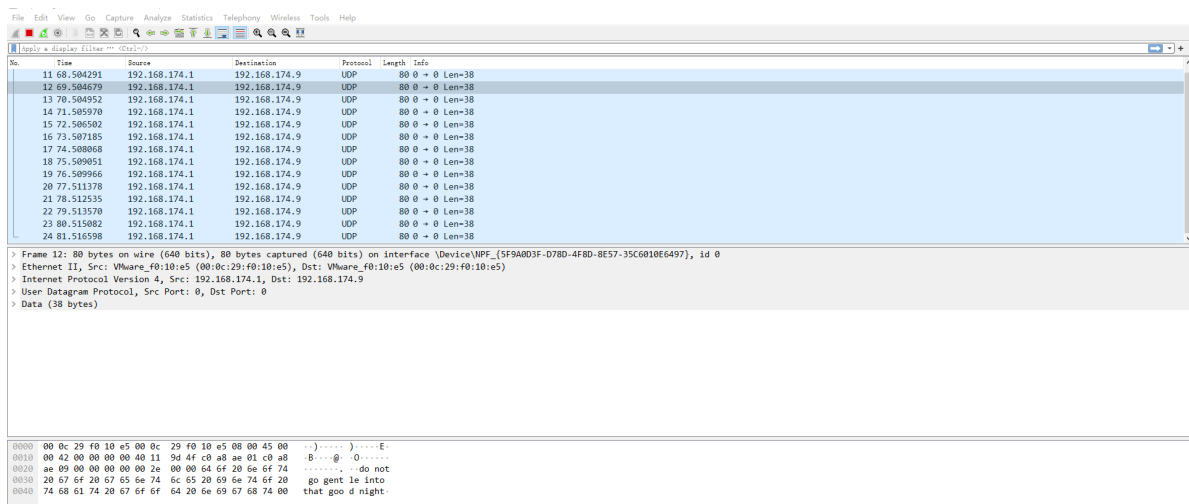 File Edit View Go Capture Analyze Statistics Telephony Wireless Tools Help
Apply a display filter … <Ctrl-/>
No. Time Source Destination Protocol Length Info
11 68.504291 192.168.174.1 192.168.174.9 UDP 80 0 → 0 Len=38
12 69.504679 192.168.174.1 192.168.174.9 UDP 80 0 → 0 Len=38
13 70.504952 192.168.174.1 192.168.174.9 UDP 80 0 → 0 Len=38
14 71.505970 192.168.174.1 192.168.174.9 UDP 80 0 → 0 Len=38
15 72.506502 192.168.174.1 192.168.174.9 UDP 80 0 → 0 Len=38
16 73.507185 192.168.174.1 192.168.174.9 UDP 80 0 → 0 Len=38
17 74.508068 192.168.174.1 192.168.174.9 UDP 80 0 → 0 Len=38
18 75.509051 192.168.174.1 192.168.174.9 UDP 80 0 → 0 Len=38
19 76.509966 192.168.174.1 192.168.174.9 UDP 80 0 → 0 Len=38
20 77.511378 192.168.174.1 192.168.174.9 UDP 80 0 → 0 Len=38
21 78.512535 192.168.174.1 192.168.174.9 UDP 80 0 → 0 Len=38
22 79.513570 192.168.174.1 192.168.174.9 UDP 80 0 → 0 Len=38
23 80.515082 192.168.174.1 192.168.174.9 UDP 80 0 → 0 Len=38
24 81.516598 192.168.174.1 192.168.174.9 UDP 80 0 → 0 Len=38
> Frame 12: 80 bytes on wire (640 bits), 80 bytes captured (640 bits) on interface \Device\NPF_{5F9A0D3F-D78D-4F8D-8E57-35C6010E6497}, id 0
> Ethernet II, Src: VMware_f0:10:e5 (00:0c:29:f0:10:e5), Dst: VMware_f0:10:e5 (00:0c:29:f0:10:e5)
> Internet Protocol Version 4, Src: 192.168.174.1, Dst: 192.168.174.9
> User Datagram Protocol, Src Port: 0, Dst Port: 0
> Data (38 bytes)
0000 00 0c 29 f0 10 e5 00 0c 29 f0 10 e5 08 00 45 00 ··)····· )·····E·
0010 00 42 00 00 00 00 40 11 9d 4f c0 a8 ae 01 c0 a8 ·B····@· ·O······
0020 ae 09 00 00 00 00 00 2e 00 00 64 6f 20 6e 6f 74 ·······. ··do not
0030 20 67 6f 20 67 65 6e 74 6c 65 20 69 6e 74 6f 20 go gent le into
0040 74 68 61 74 20 67 6f 6f 64 20 6e 69 67 68 74 00 that goo d night·